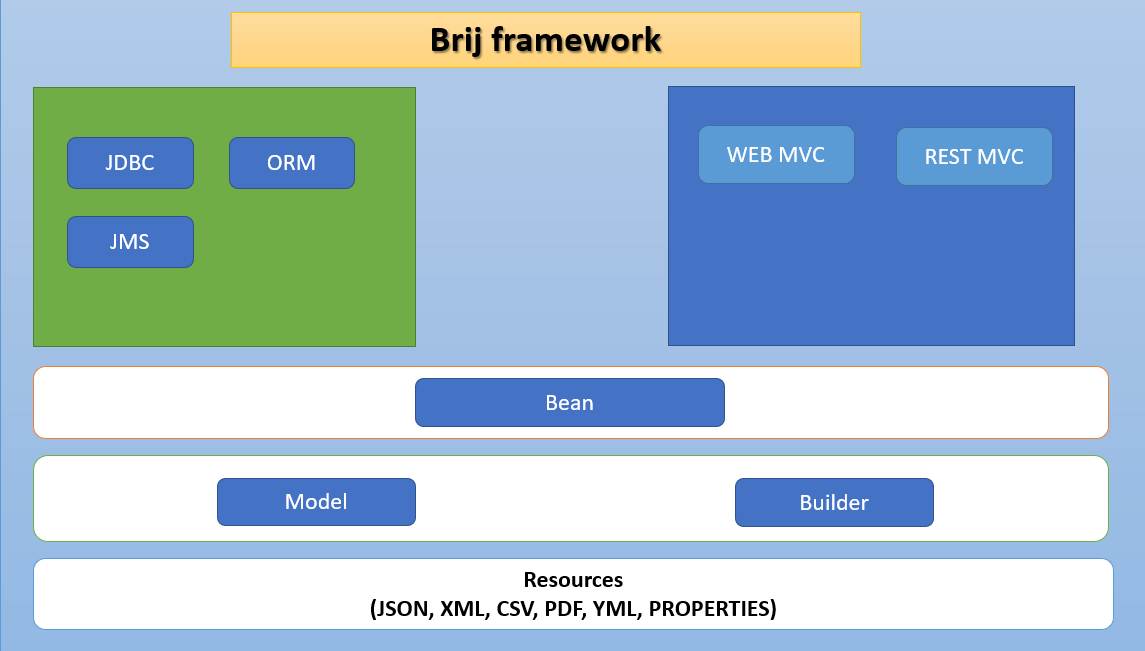 Brij framework
JDBC
ORM
JMS
WEB MVC
REST MVC
Bean
Model
Builder
Resources
(JSON, XML, CSV, PDF, YML, PROPERTIES)